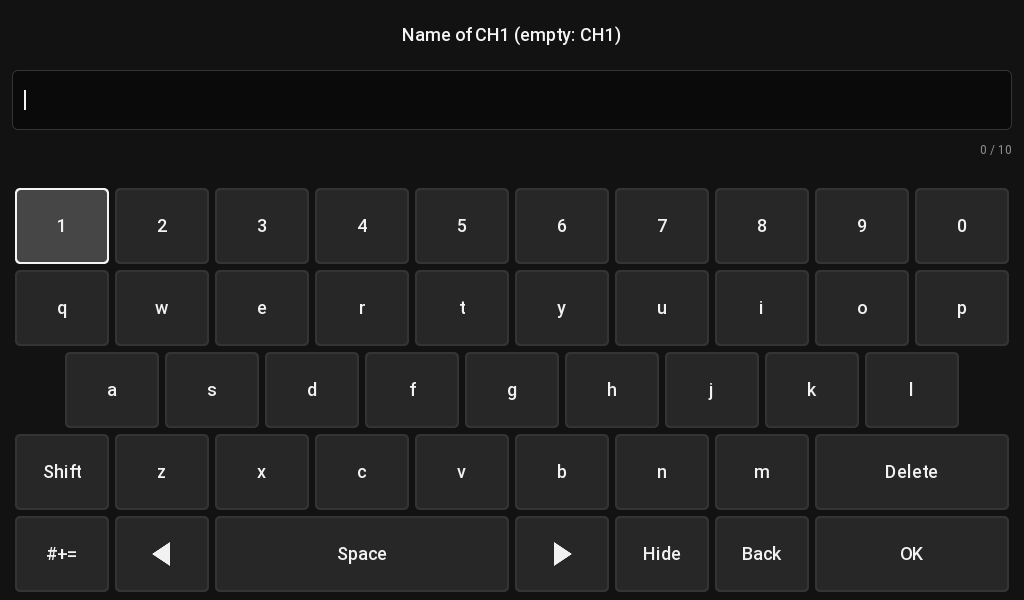 Name of CH1 (empty: CH1)
0 / 10
1 2 3 4 5 6 7 8 9 0
q w e r t y u i o p
a s d f g h j k l
Shift z x c v b n m Delete
#+= Space Hide Back OK